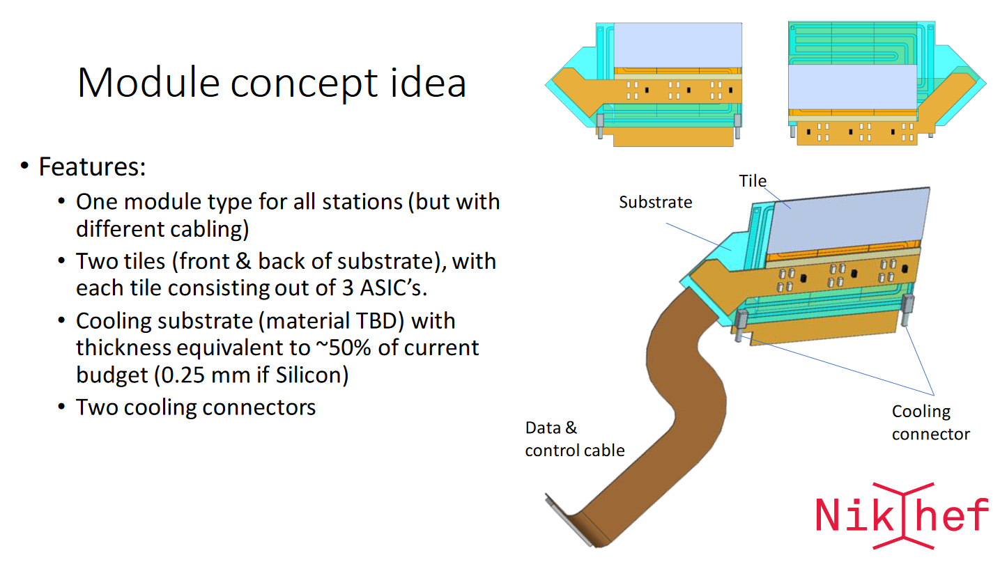 Module concept idea
• Features:
• One module type for all stations (but with
different cabling)
• Two tiles (front & back of substrate), with
each tile consisting out of 3 ASIC’s.
• Cooling substrate (material TBD) with
thickness equivalent to ~50% of current
budget (0.25 mm if Silicon)
• Two cooling connectors
Tile
Substrate
Cooling
connector
Data &
control cable
Nikhef